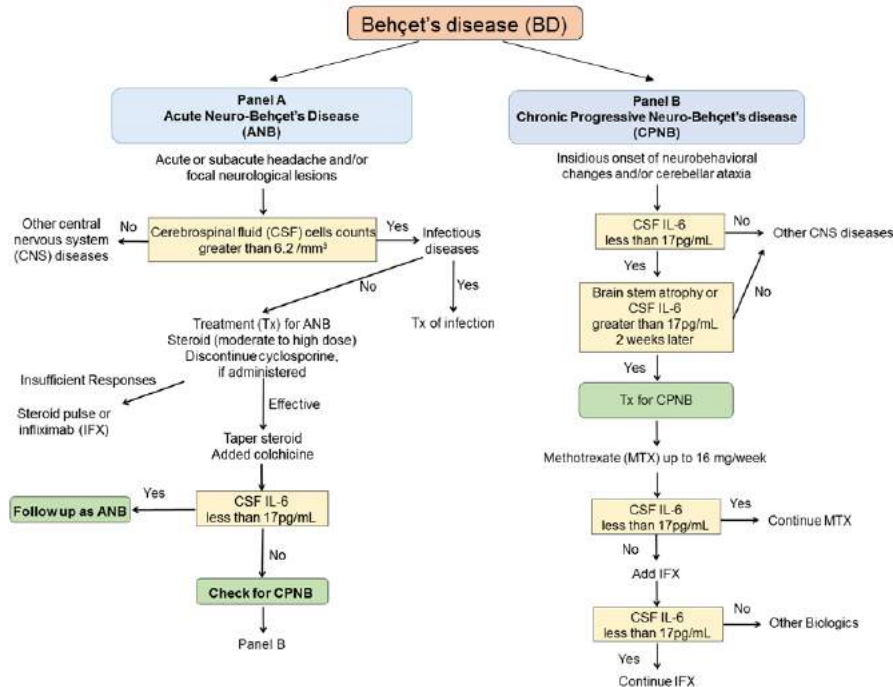 Behçet's disease (BD)
Panel A
Acute Neuro-Behçet's Disease
(ANB)
Acute or subacute headache and/or
focal neurological lesions
Other central
nervous system
(CNS) diseases
No
Cerebrospinal fluid (CSF) cells counts
greater than 6.2 /mm³
Yes
Infectious
diseases
No
Yes
Tx of infection
Treatment (Tx) for ANB
Steroid (moderate to high dose)
Discontinue cyclosporine,
if administered
Insufficient Responses
Steroid pulse or
infliximab (IFX)
Effective
Taper steroid
Added colchicine
Follow up as ANB
Yes
CSF IL-6
less than 17pg/mL
No
Check for CPNB
Panel B
Panel B
Chronic Progressive Neuro-Behçet's disease
(CPNB)
Insidious onset of neurobehavioral
changes and/or cerebellar ataxia
CSF IL-6
less than 17pg/mL
No
Other CNS diseases
Yes
Brain stem atrophy or
CSF IL-6
greater than 17pg/mL
2 weeks later
No
Yes
Tx for CPNB
Methotrexate (MTX) up to 16 mg/week
CSF IL-6
less than 17pg/mL
Yes
Continue MTX
No
Add IFX
CSF IL-6
less than 17pg/mL
No
Other Biologics
Yes
Continue IFX